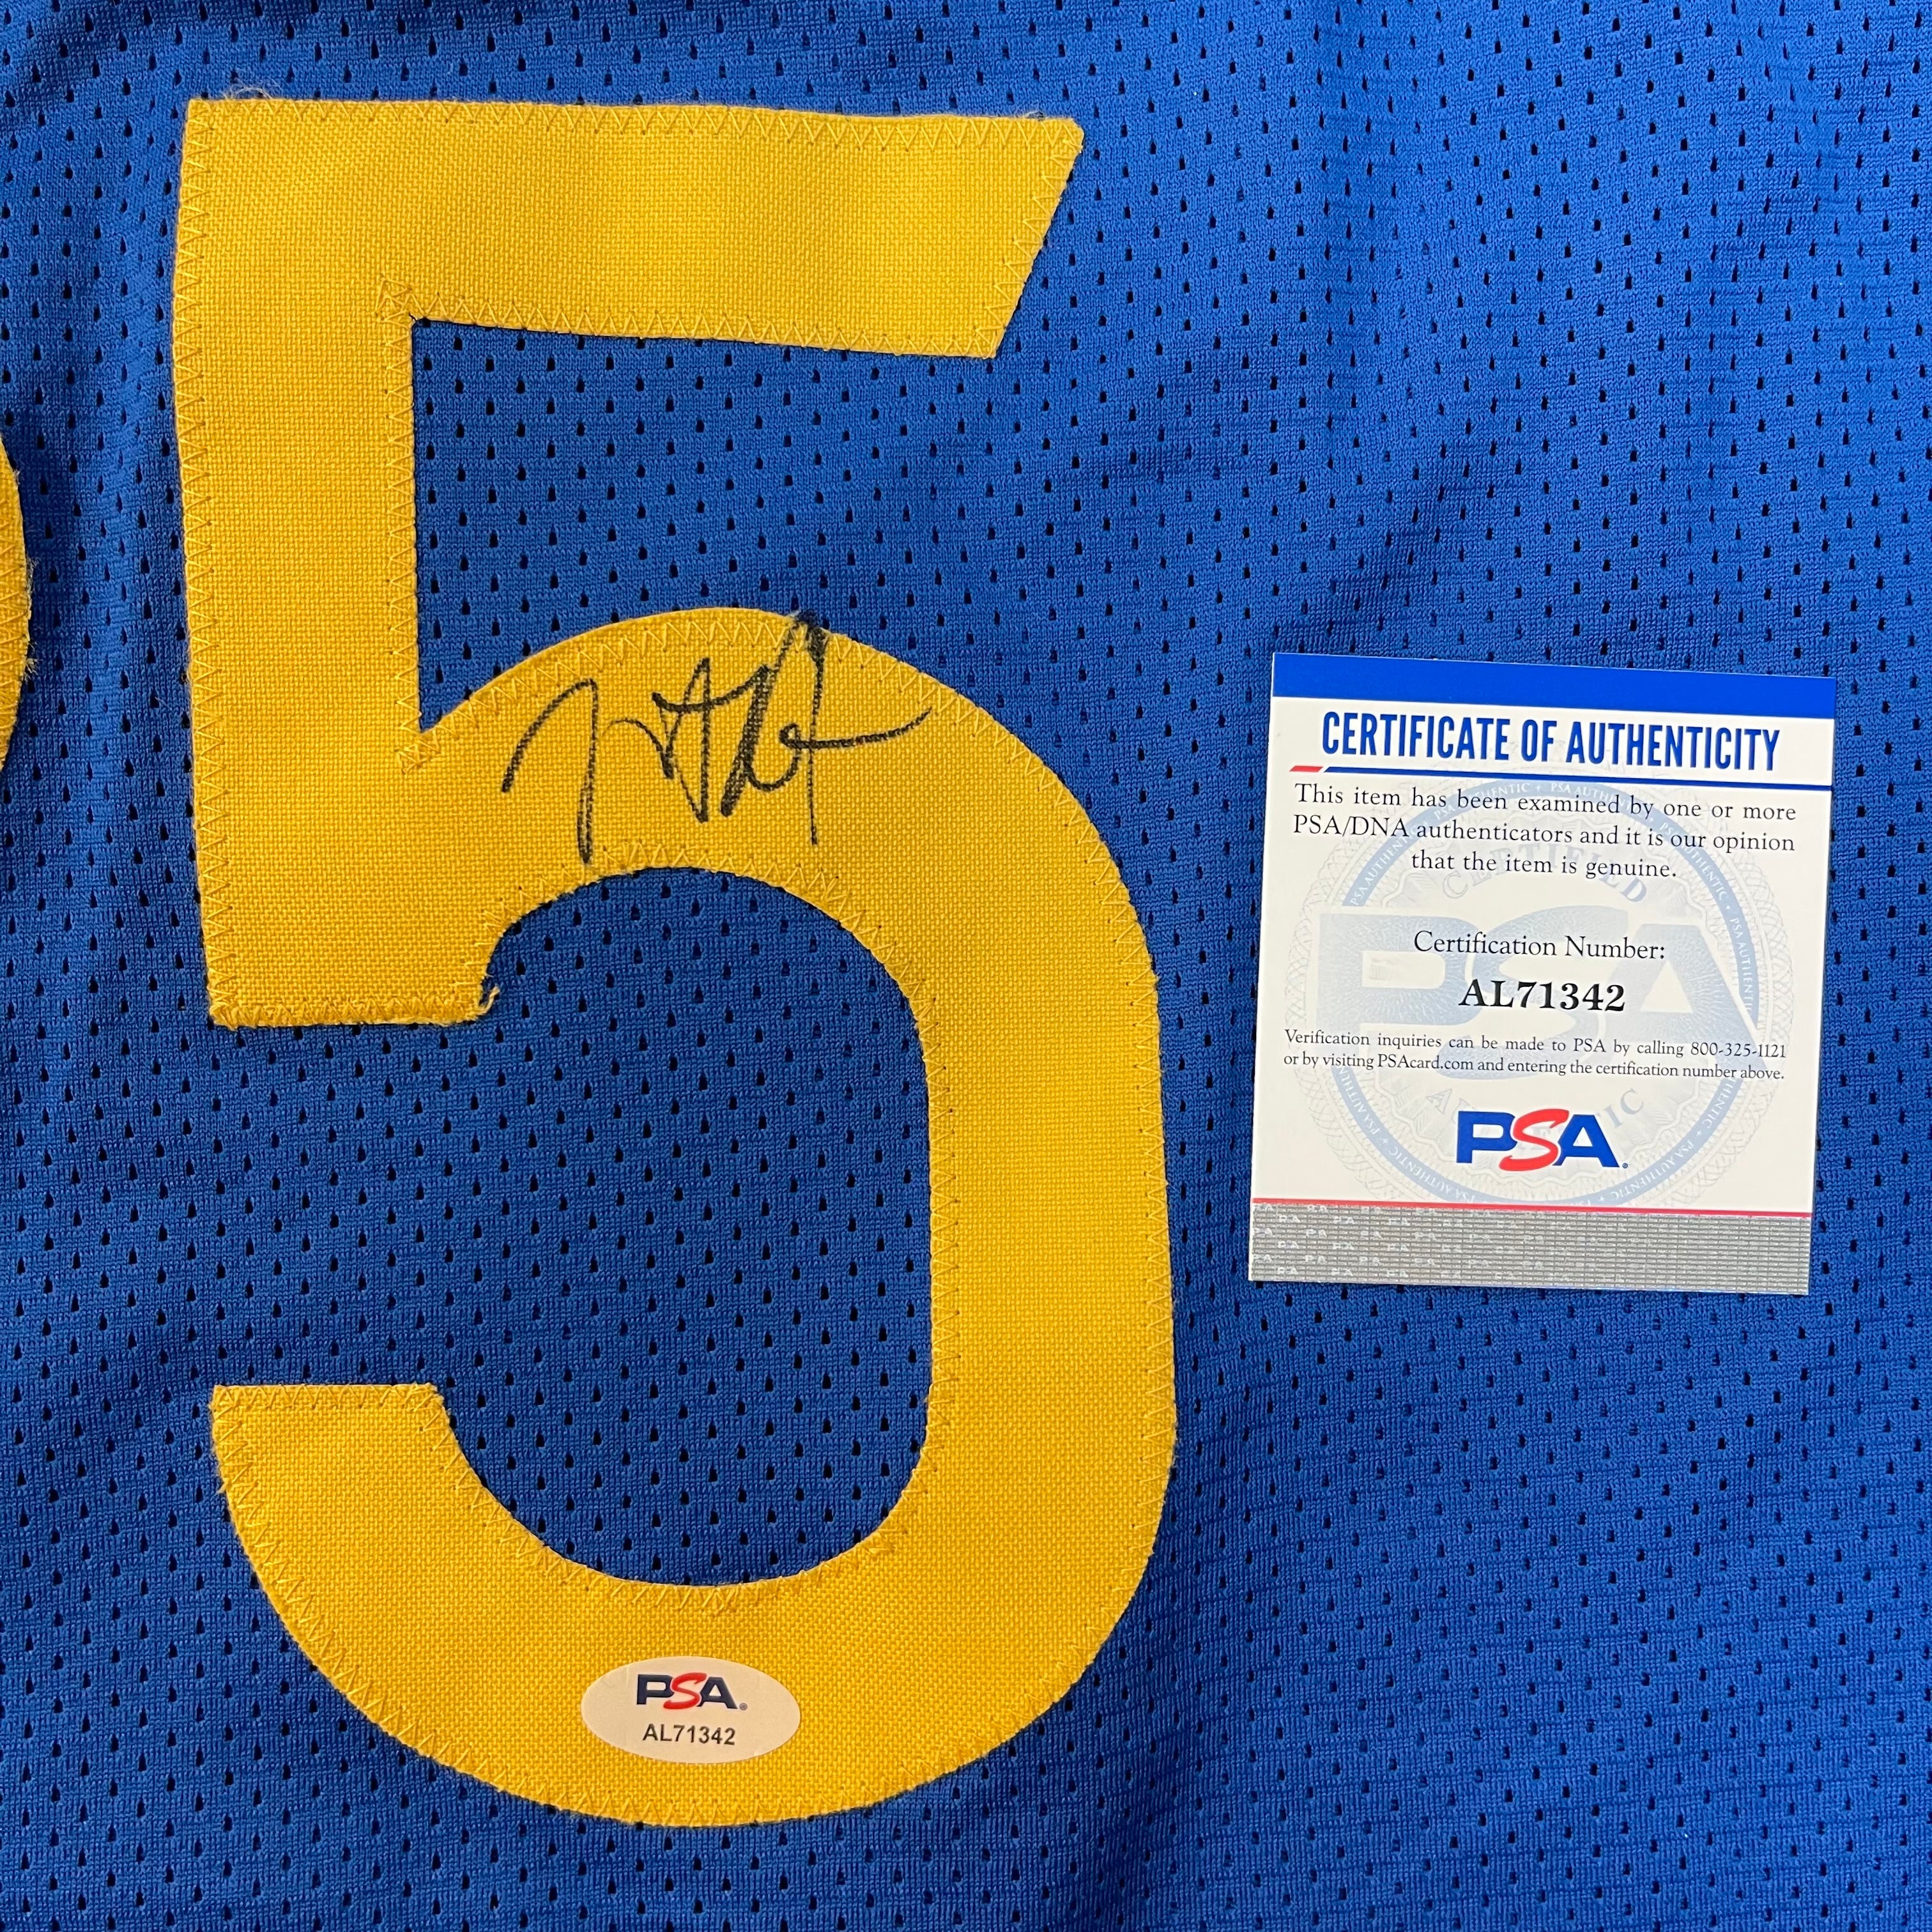 5
CERTIFICATE OF AUTHENTICITY
This item has been examined by one or more
PSA/DNA authenticators and it is our opinion
that the item is genuine.
Certification Number:
AL71342
Verification inquiries can be made to PSA by calling 800-325-1121
or by visiting PSAcard.com and entering the certification number above.
PSA
PSA
AL71342